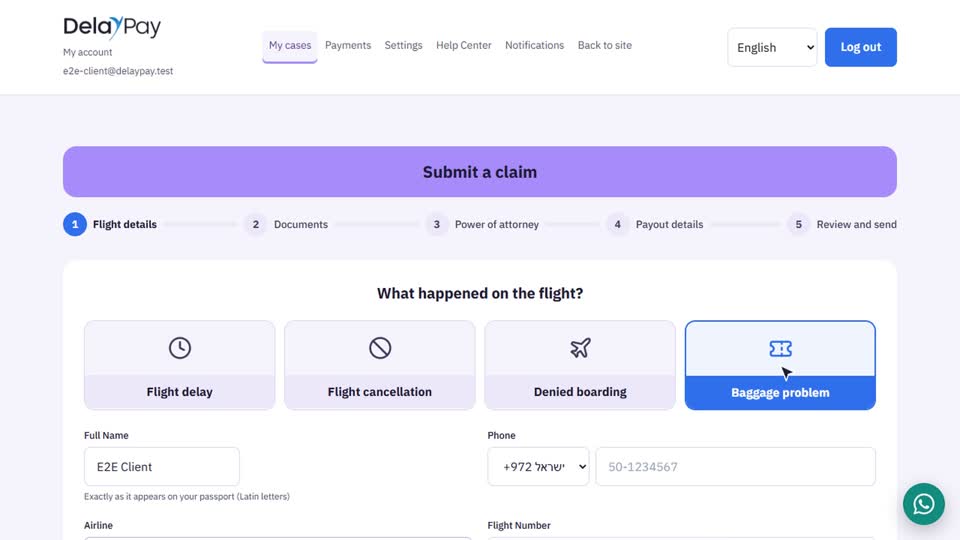 DelayPay
My account
e2e-client@delaypay.test
My cases
Payments
Settings
Help Center
Notifications
Back to site
English
Log out
Submit a claim
1 Flight details
2 Documents
3 Power of attorney
4 Payout details
5 Review and send
What happened on the flight?
Flight delay
Flight cancellation
Denied boarding
Baggage problem
Full Name
Phone
E2E Client
ישראל +972
50-1234567
Exactly as it appears on your passport (Latin letters)
Airline
Flight Number